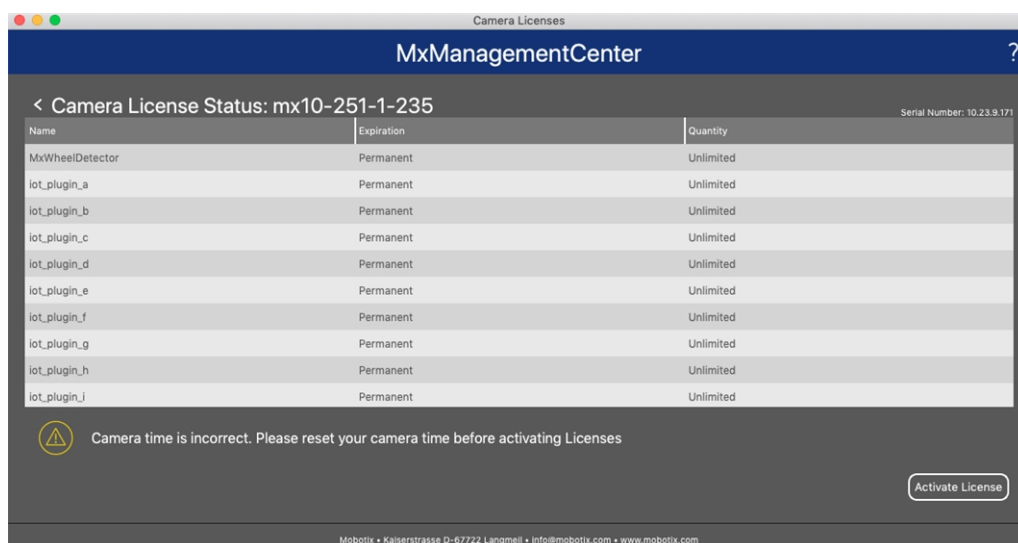 Camera Licenses
MxManagementCenter
?
< Camera License Status: mx10-251-1-235
Serial Number: 10.23.9.171
Name Expiration Quantity
MxWheelDetector Permanent Unlimited
iot_plugin_a Permanent Unlimited
iot_plugin_b Permanent Unlimited
iot_plugin_c Permanent Unlimited
iot_plugin_d Permanent Unlimited
iot_plugin_e Permanent Unlimited
iot_plugin_f Permanent Unlimited
iot_plugin_g Permanent Unlimited
iot_plugin_h Permanent Unlimited
iot_plugin_i Permanent Unlimited
Camera time is incorrect. Please reset your camera time before activating Licenses
Activate License
Mobotix • Kaiserstrasse D-67722 Langmeil • info@mobotix.com • www.mobotix.com